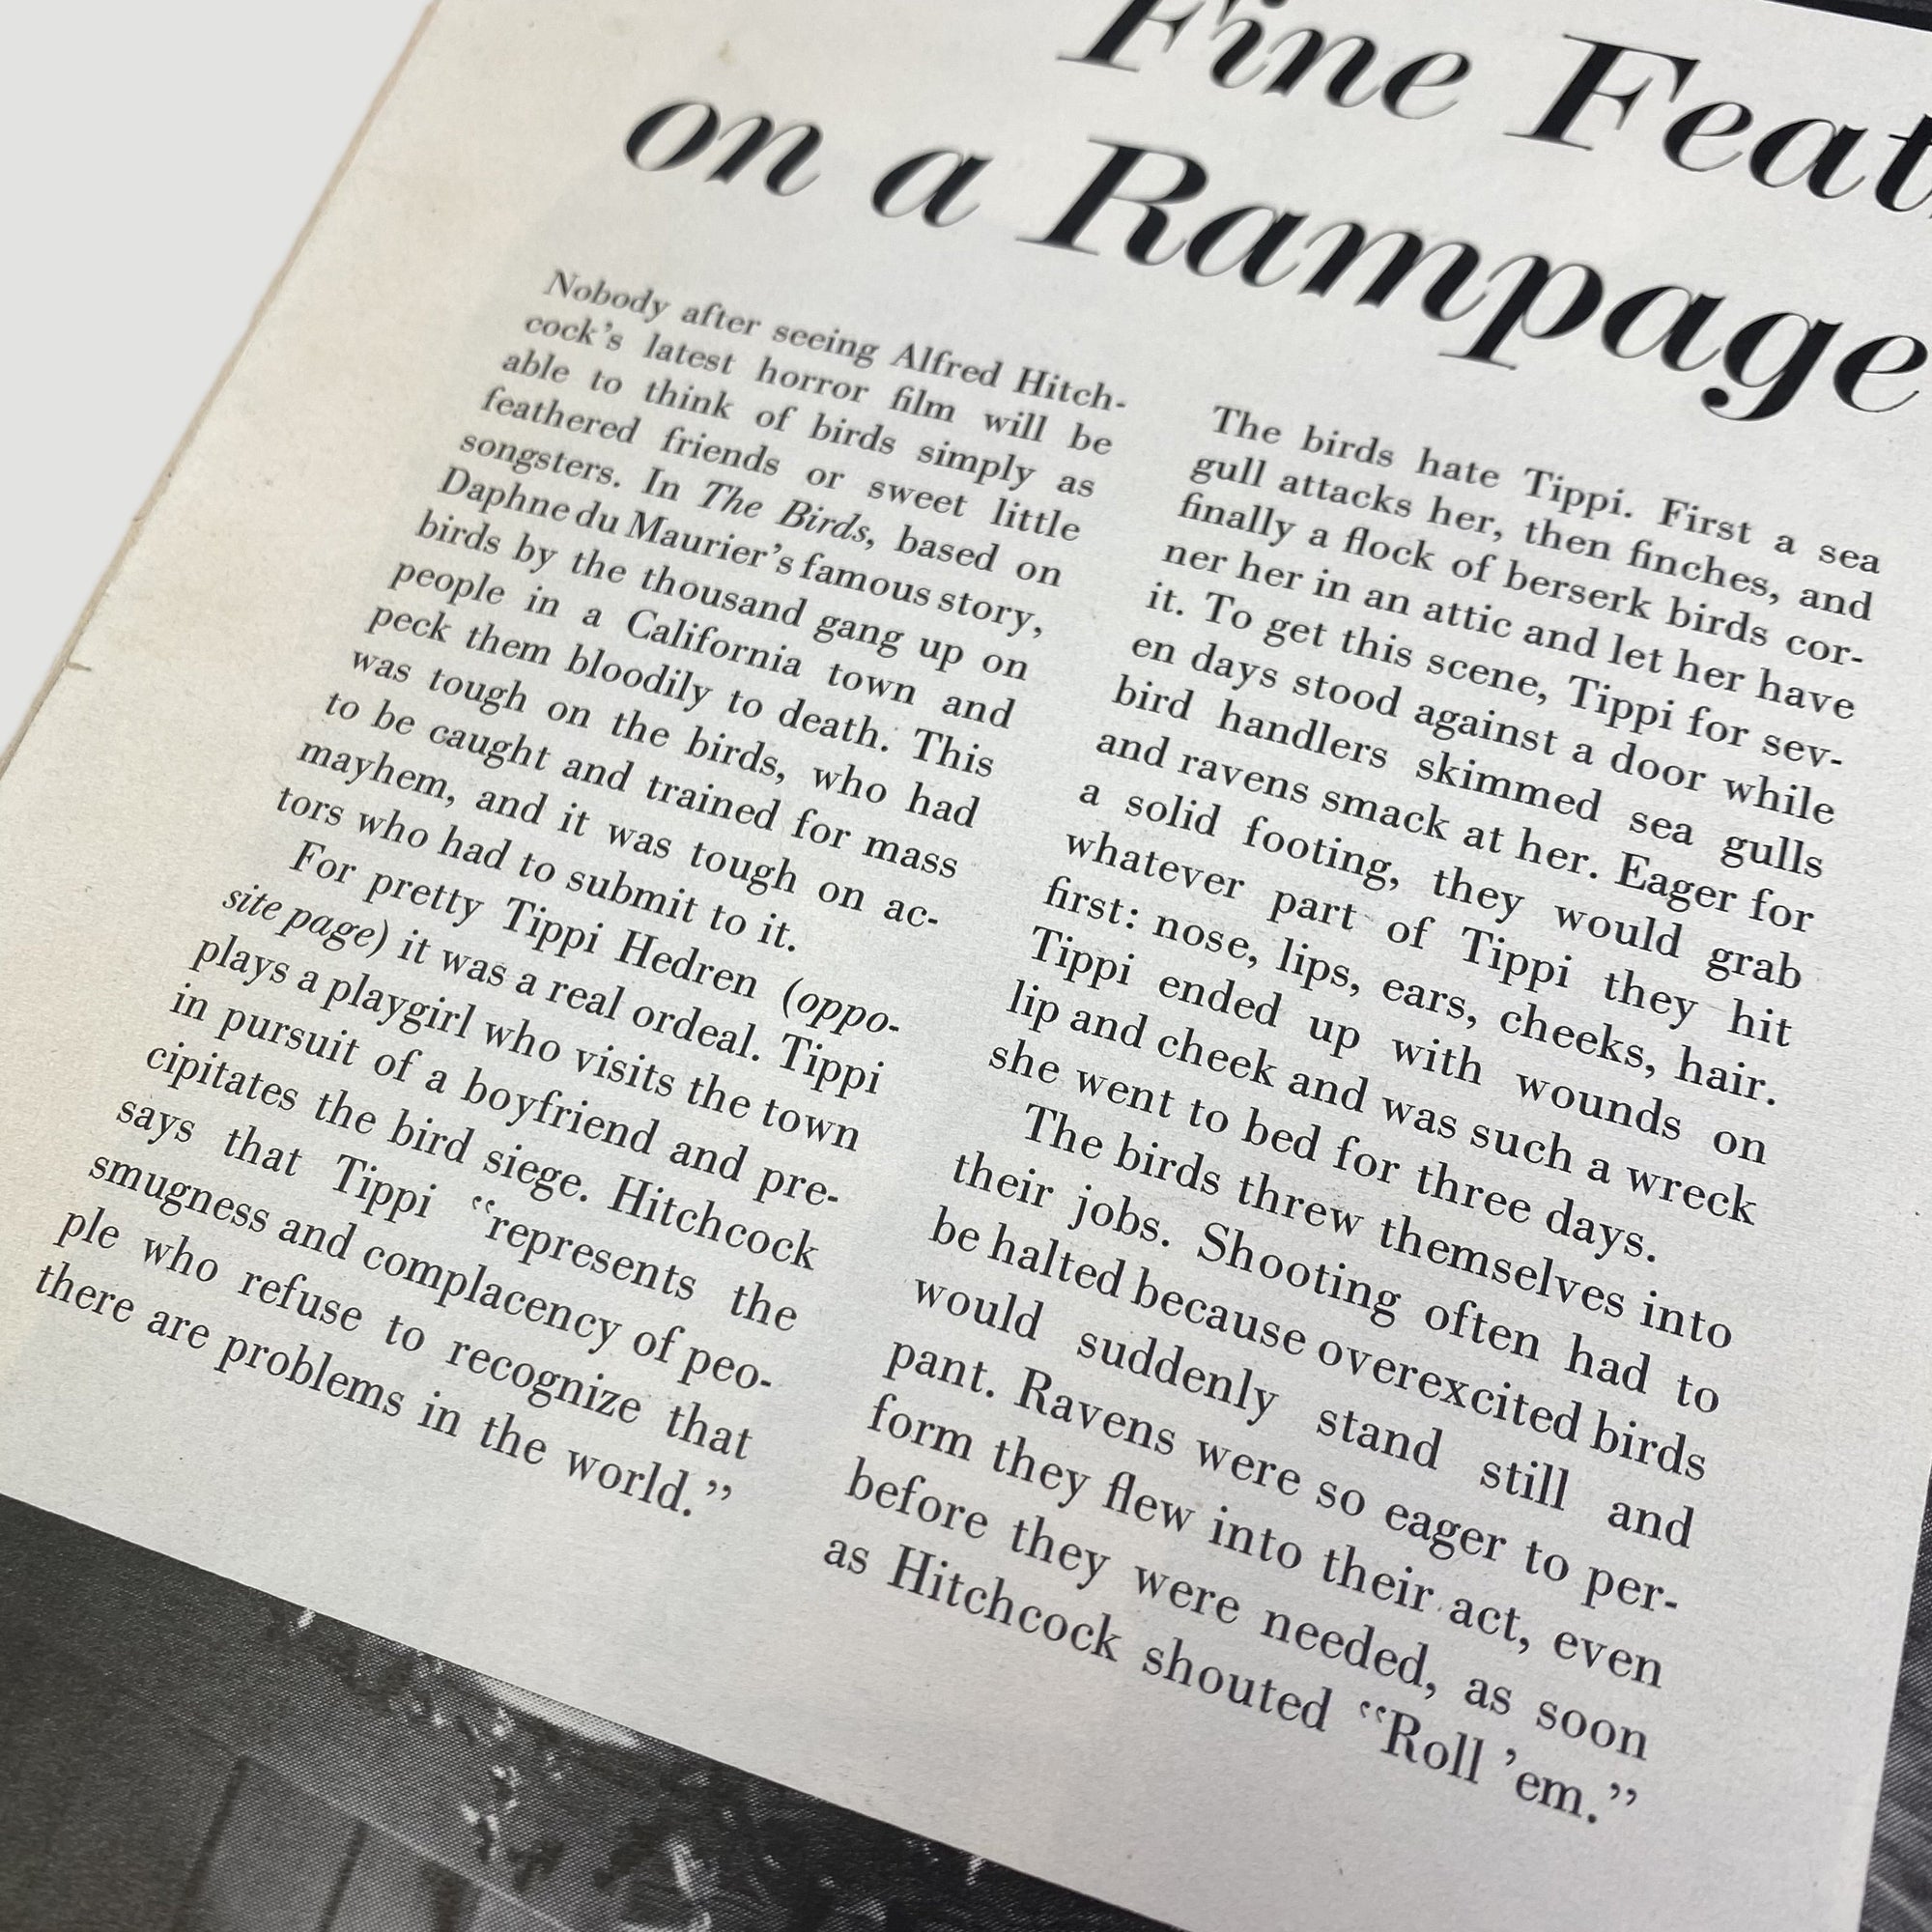 Fine Feat
on a Rampage
Nobody after seeing Alfred Hitch-
cock's latest horror film will be
able to think of birds simply as
feathered friends or sweet little
songsters. In The Birds, based on
Daphne du Maurier's famous story,
birds by the thousand gang up on
people in a California town and
peck them bloodily to death. This
was tough on the birds, who had
to be caught and trained for mass
mayhem, and it was tough on ac-
tors who had to submit to it.
For pretty Tippi Hedren (oppo-
site page) it was a real ordeal. Tippi
plays a playgirl who visits the town
in pursuit of a boyfriend and pre-
cipitates the bird siege. Hitchcock
says that Tippi “represents the
smugness and complacency of peo-
ple who refuse to recognize that
there are problems in the world.”
The birds hate Tippi. First a sea
gull attacks her, then finches, and
finally a flock of berserk birds cor-
ner her in an attic and let her have
it. To get this scene, Tippi for sev-
en days stood against a door while
bird handlers skimmed sea gulls
and ravens smack at her. Eager for
a solid footing, they would grab
whatever part of Tippi they hit
first: nose, lips, ears, cheeks, hair.
Tippi ended up with wounds on
lip and cheek and was such a wreck
she went to bed for three days.
The birds threw themselves into
their jobs. Shooting often had to
be halted because overexcited birds
would suddenly stand still and
pant. Ravens were so eager to per-
form they flew into their act, even
before they were needed, as soon
as Hitchcock shouted “Roll ’em.”